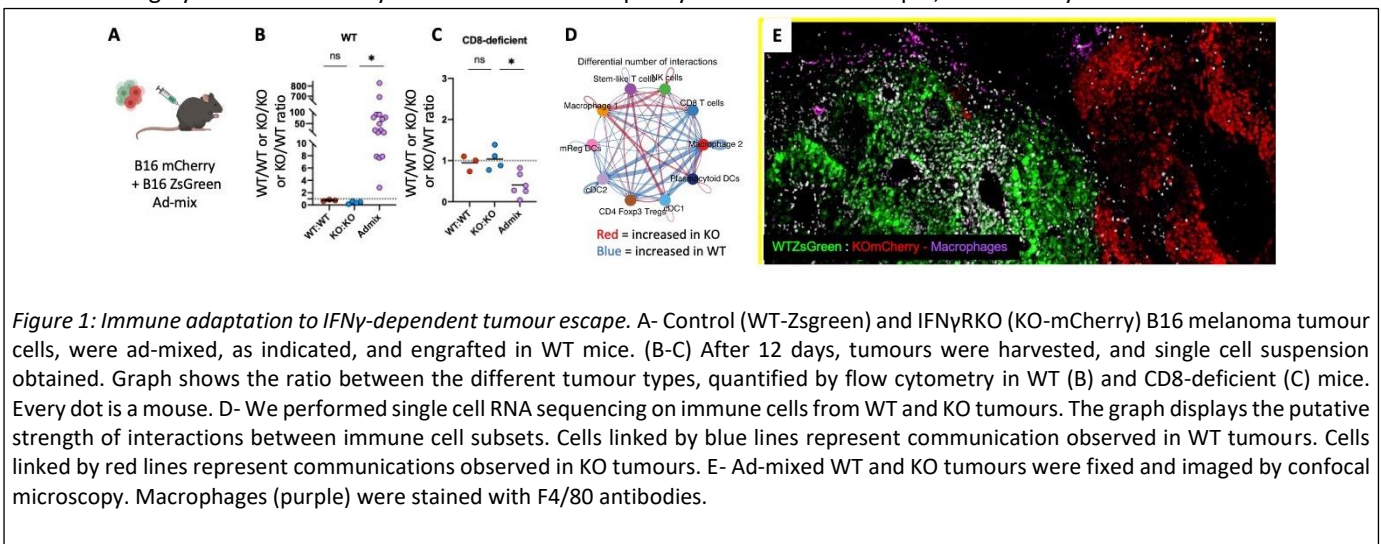 A
B16 mCherry
+ B16 ZsGreen
Ad-mix
B
WT
ns
*
WT/WT or KO/KO
or KO/WT ratio
800
700
100
50
10
8
6
4
2
0
WT:WT
KO:KO
Admix
C
CD8-deficient
ns
*
WT/WT or KO/KO
or KO/WT ratio
3
2
1
0
WT:WT
KO:KO
Admix
D
Differential number of interactions
Stem-like T cells
NK cells
Macrophage 1
CD8 T cells
mReg DCs
Macrophage 2
cDC2
Plasmacytoid DCs
CD4 Foxp3 Tregs
cDC1
Red = increased in KO
Blue = increased in WT
E
WTZsGreen : KOmCherry - Macrophages
Figure 1: Immune adaptation to IFNγ-dependent tumour escape. A- Control (WT-Zsgreen) and IFNγRKO (KO-mCherry) B16 melanoma tumour
cells, were ad-mixed, as indicated, and engrafted in WT mice. (B-C) After 12 days, tumours were harvested, and single cell suspension
obtained. Graph shows the ratio between the different tumour types, quantified by flow cytometry in WT (B) and CD8-deficient (C) mice.
Every dot is a mouse. D- We performed single cell RNA sequencing on immune cells from WT and KO tumours. The graph displays the putative
strength of interactions between immune cell subsets. Cells linked by blue lines represent communication observed in WT tumours. Cells
linked by red lines represent communications observed in KO tumours. E- Ad-mixed WT and KO tumours were fixed and imaged by confocal
microscopy. Macrophages (purple) were stained with F4/80 antibodies.